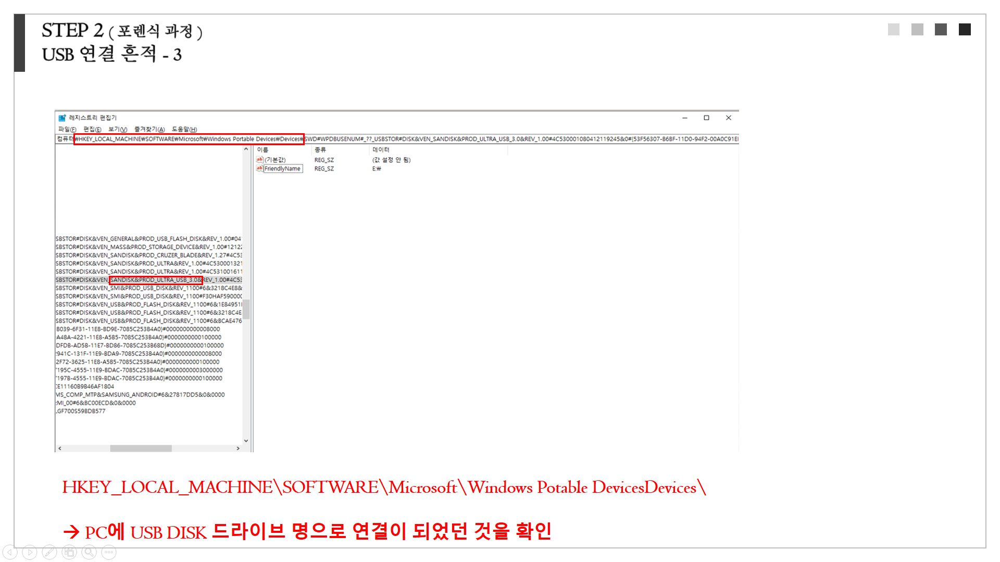 STEP 2 ( 포렌식 과정 )
USB 연결 흔적 - 3
레지스트리 편집기
파일(F) 편집(E) 보기(V) 즐겨찾기(A) 도움말(H)
컴퓨터₩HKEY_LOCAL_MACHINE₩SOFTWARE₩Microsoft₩Windows Portable Devices₩Devices₩SWD#WPDBUSENUM#_??_USBSTOR#DISK&VEN_SANDISK&PROD_ULTRA_USB_3.0&REV_1.00#4C530001080412119245&0#{53F56307-B6BF-11D0-94F2-00A0C91E
이름 종류 데이터
(기본값) REG_SZ (값 설정 안 됨)
FriendlyName REG_SZ E:₩
SBSTOR#DISK&VEN_GENERAL&PROD_USB_FLASH_DISK&REV_1.00#04
SBSTOR#DISK&VEN_MASS&PROD_STORAGE_DEVICE&REV_1.00#12122
SBSTOR#DISK&VEN_SANDISK&PROD_CRUZER_BLADE&REV_1.27#4C53
SBSTOR#DISK&VEN_SANDISK&PROD_ULTRA&REV_1.00#4C530001321
SBSTOR#DISK&VEN_SANDISK&PROD_ULTRA&REV_1.00#4C531001611
SBSTOR#DISK&VEN_SANDISK&PROD_ULTRA_USB_3.0&REV_1.00#4C53
SBSTOR#DISK&VEN_SMI&PROD_USB_DISK&REV_1100#6&3218C4E8&
SBSTOR#DISK&VEN_SMI&PROD_USB_DISK&REV_1100#F30HAF590000
SBSTOR#DISK&VEN_USB&PROD_FLASH_DISK&REV_1100#6&1E84951
SBSTOR#DISK&VEN_USB&PROD_FLASH_DISK&REV_1100#6&3218C4E
SBSTOR#DISK&VEN_USB&PROD_FLASH_DISK&REV_1100#6&BCAE476
B039-6F31-11E8-BD9E-7085C253B4A0}#0000000000008000
A48A-4221-11E8-A5B5-7085C253B4A0}#0000000000100000
DFDB-AD5B-11E7-BD86-7085C253B68D}#0000000000100000
941C-131F-11E9-BDA9-7085C253B4A0}#0000000000008000
2F72-3625-11E8-A5B5-7085C253B4A0}#0000000000100000
195C-4555-11E9-BDAC-7085C253B4A0}#0000000003000000
197B-4555-11E9-BDAC-7085C253B4A0}#0000000000100000
E11160B9B46AF1804
MS_COMP_MTP&SAMSUNG_ANDROID#6&27817DD5&0&0000
MI_00#6&BC00ECD&0&0000
GF700S59BDB577
HKEY_LOCAL_MACHINE\SOFTWARE\Microsoft\Windows Potable DevicesDevices\
→ PC에 USB DISK 드라이브 명으로 연결이 되었던 것을 확인